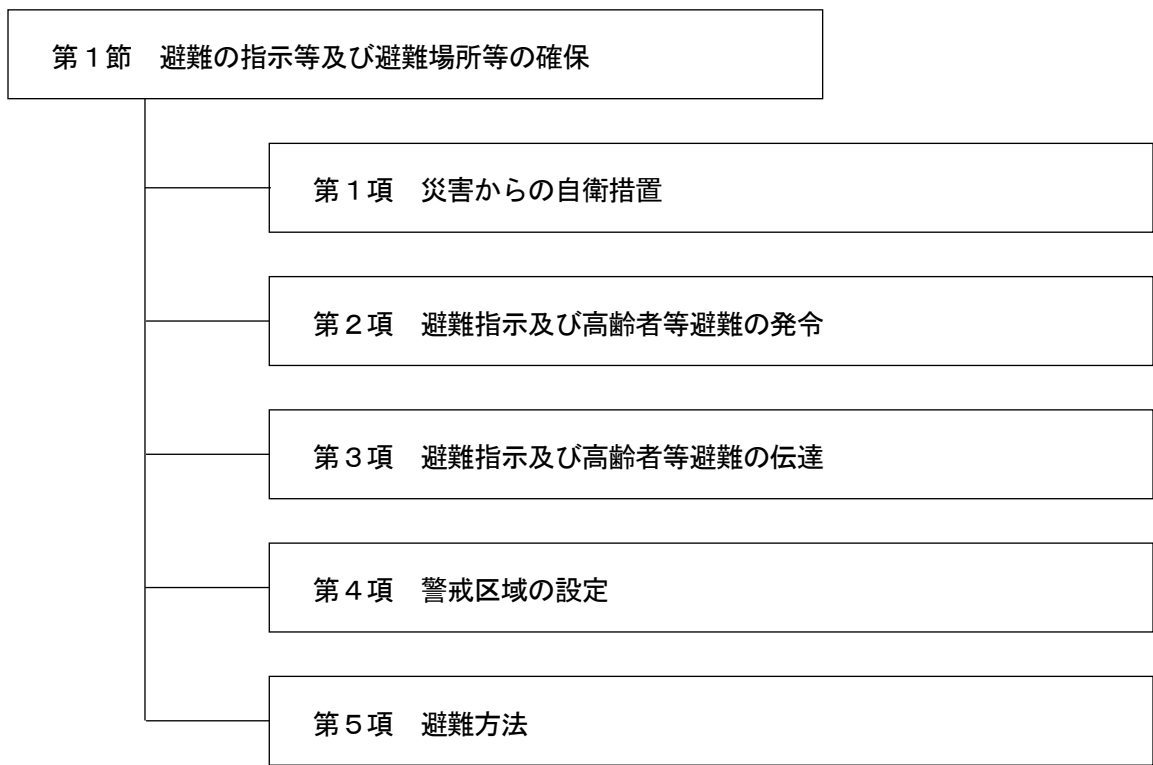 第１節　避難の指示等及び避難場所等の確保
第１項　災害からの自衛措置
第２項　避難指示及び高齢者等避難の発令
第３項　避難指示及び高齢者等避難の伝達
第４項　警戒区域の設定
第５項　避難方法